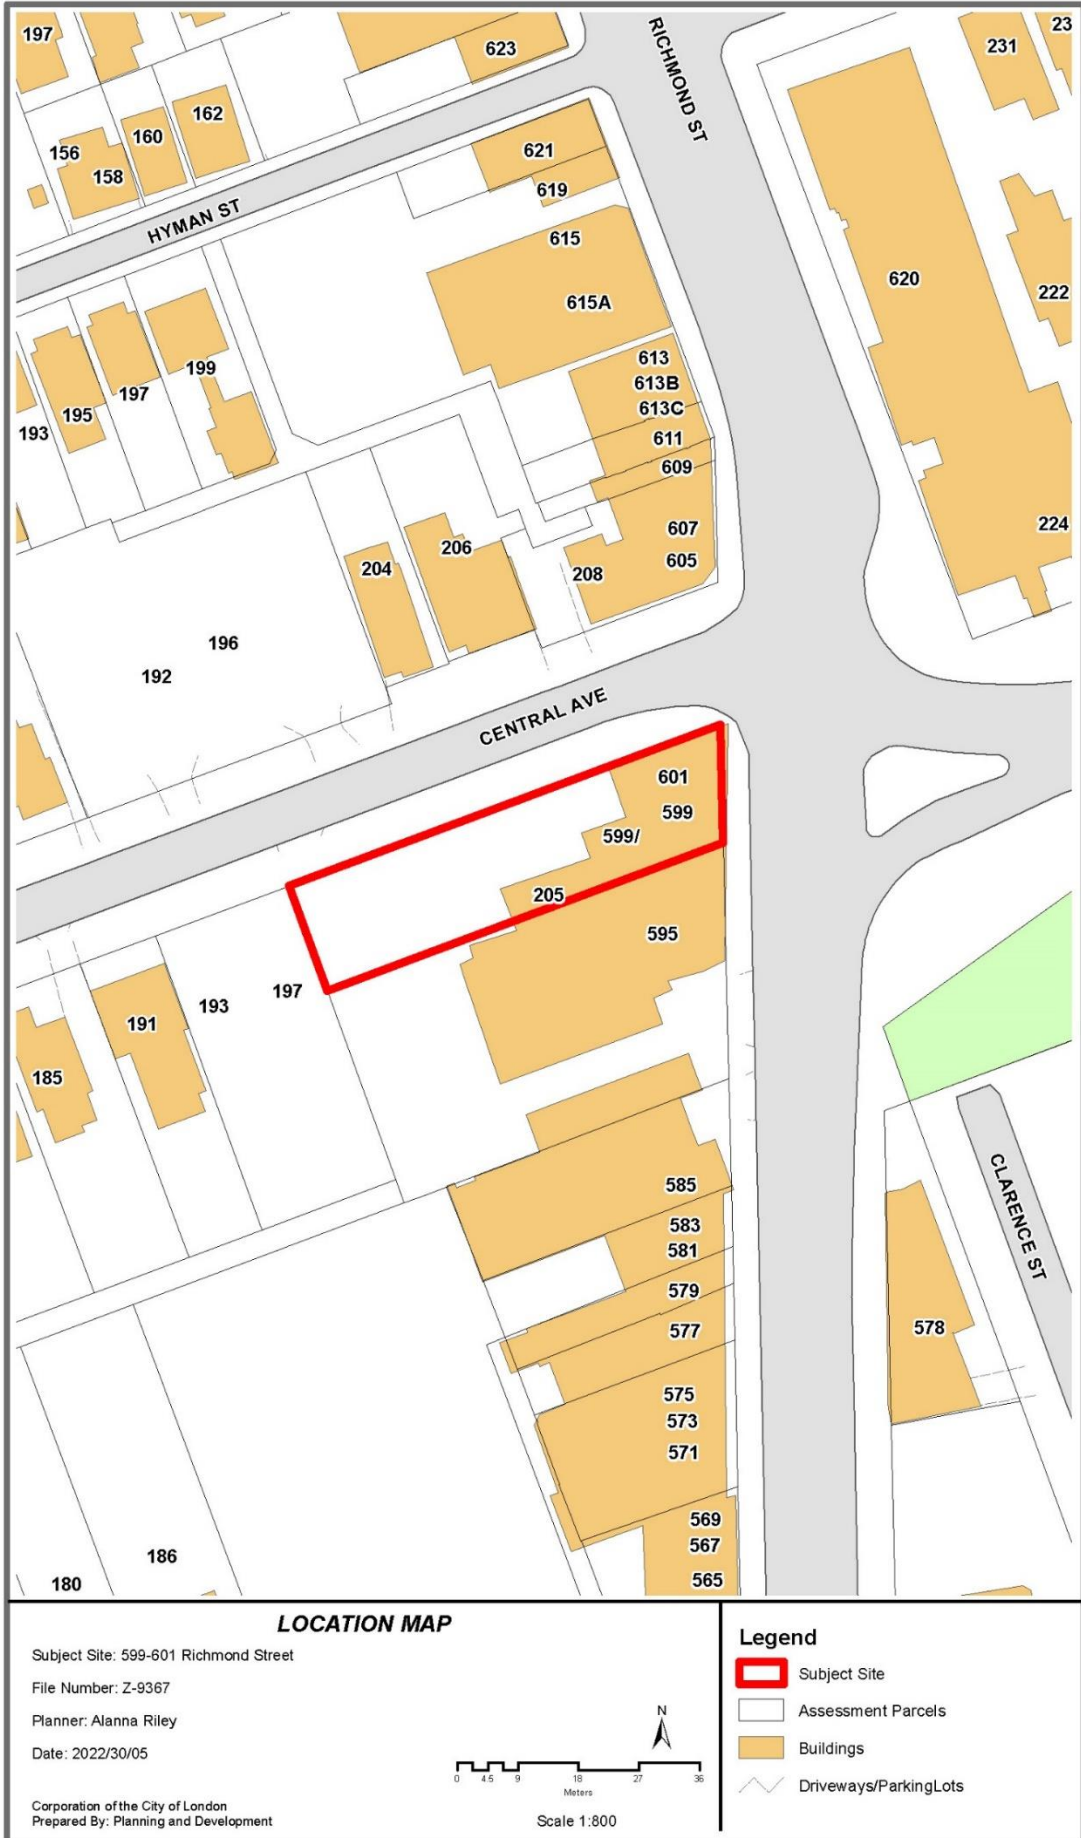 197
623
RICHMOND ST
231
23
162
160
156
158
621
619
HYMAN ST
615
615A
620
222
613
613B
613C
611
609
199
197
195
193
607
605
224
206
204
208
196
192
CENTRAL AVE
601
599
599/
205
595
197
193
191
185
585
583
581
579
577
575
573
571
569
567
565
CLARENCE ST
578
186
180
LOCATION MAP
Subject Site: 599-601 Richmond Street
File Number: Z-9367
Planner: Alanna Riley
Date: 2022/30/05
Corporation of the City of London
Prepared By: Planning and Development
N
0 4.5 9 18 27 36
Meters
Scale 1:800
Legend
Subject Site
Assessment Parcels
Buildings
Driveways/ParkingLots